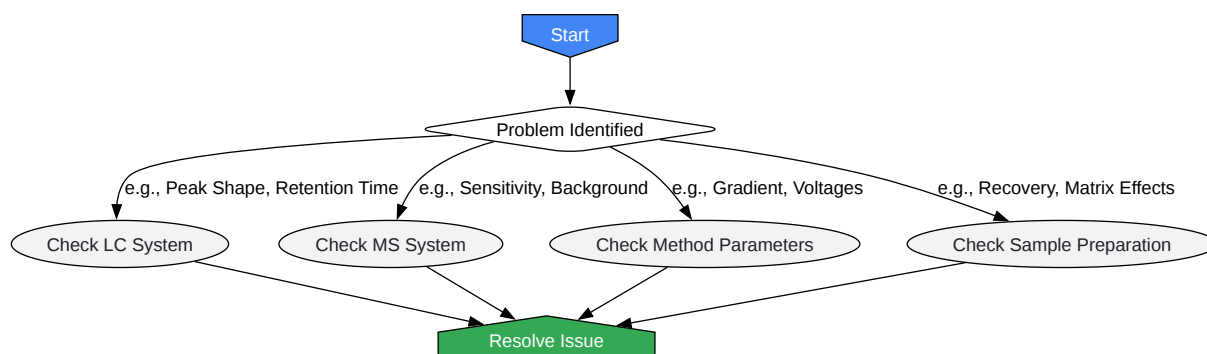 Start
Problem Identified
e.g., Peak Shape, Retention Time
e.g., Sensitivity, Background
e.g., Gradient, Voltages
e.g., Recovery, Matrix Effects
Check LC System
Check MS System
Check Method Parameters
Check Sample Preparation
Resolve Issue